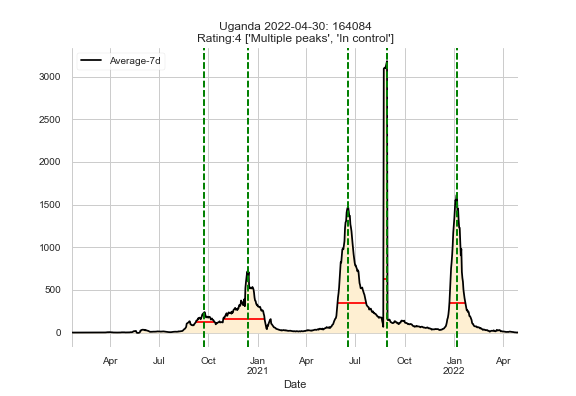 Uganda 2022-04-30: 164084
Rating:4 ['Multiple peaks', 'In control']
Average-7d
3000
2500
2000
1500
1000
500
0
Apr Jul Oct Jan Apr Jul Oct Jan Apr
2021 2022
Date